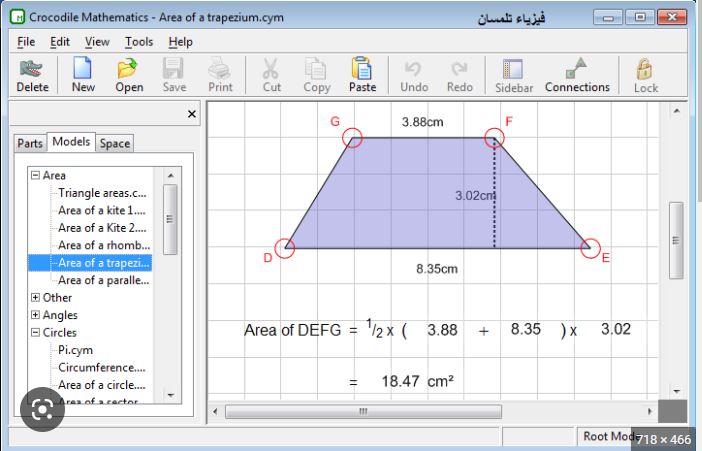 Crocodile Mathematics - Area of a trapezium.cym فيزياء تلمسان
File Edit View Tools Help
Delete New Open Save Print Cut Copy Paste Undo Redo Sidebar Connections Lock
Parts Models Space
Area
Triangle areas.c...
Area of a kite 1....
Area of a Kite 2....
Area of a rhomb...
Area of a trapezi...
Area of a paralle...
Other
Angles
Circles
Pi.cym
Circumference....
Area of a circle....
Area of a sector
G 3.88cm F
3.02cm
D E
8.35cm
Area of DEFG = 1/2 x ( 3.88 + 8.35 ) x 3.02
= 18.47 cm²
Root Mode
718 × 466